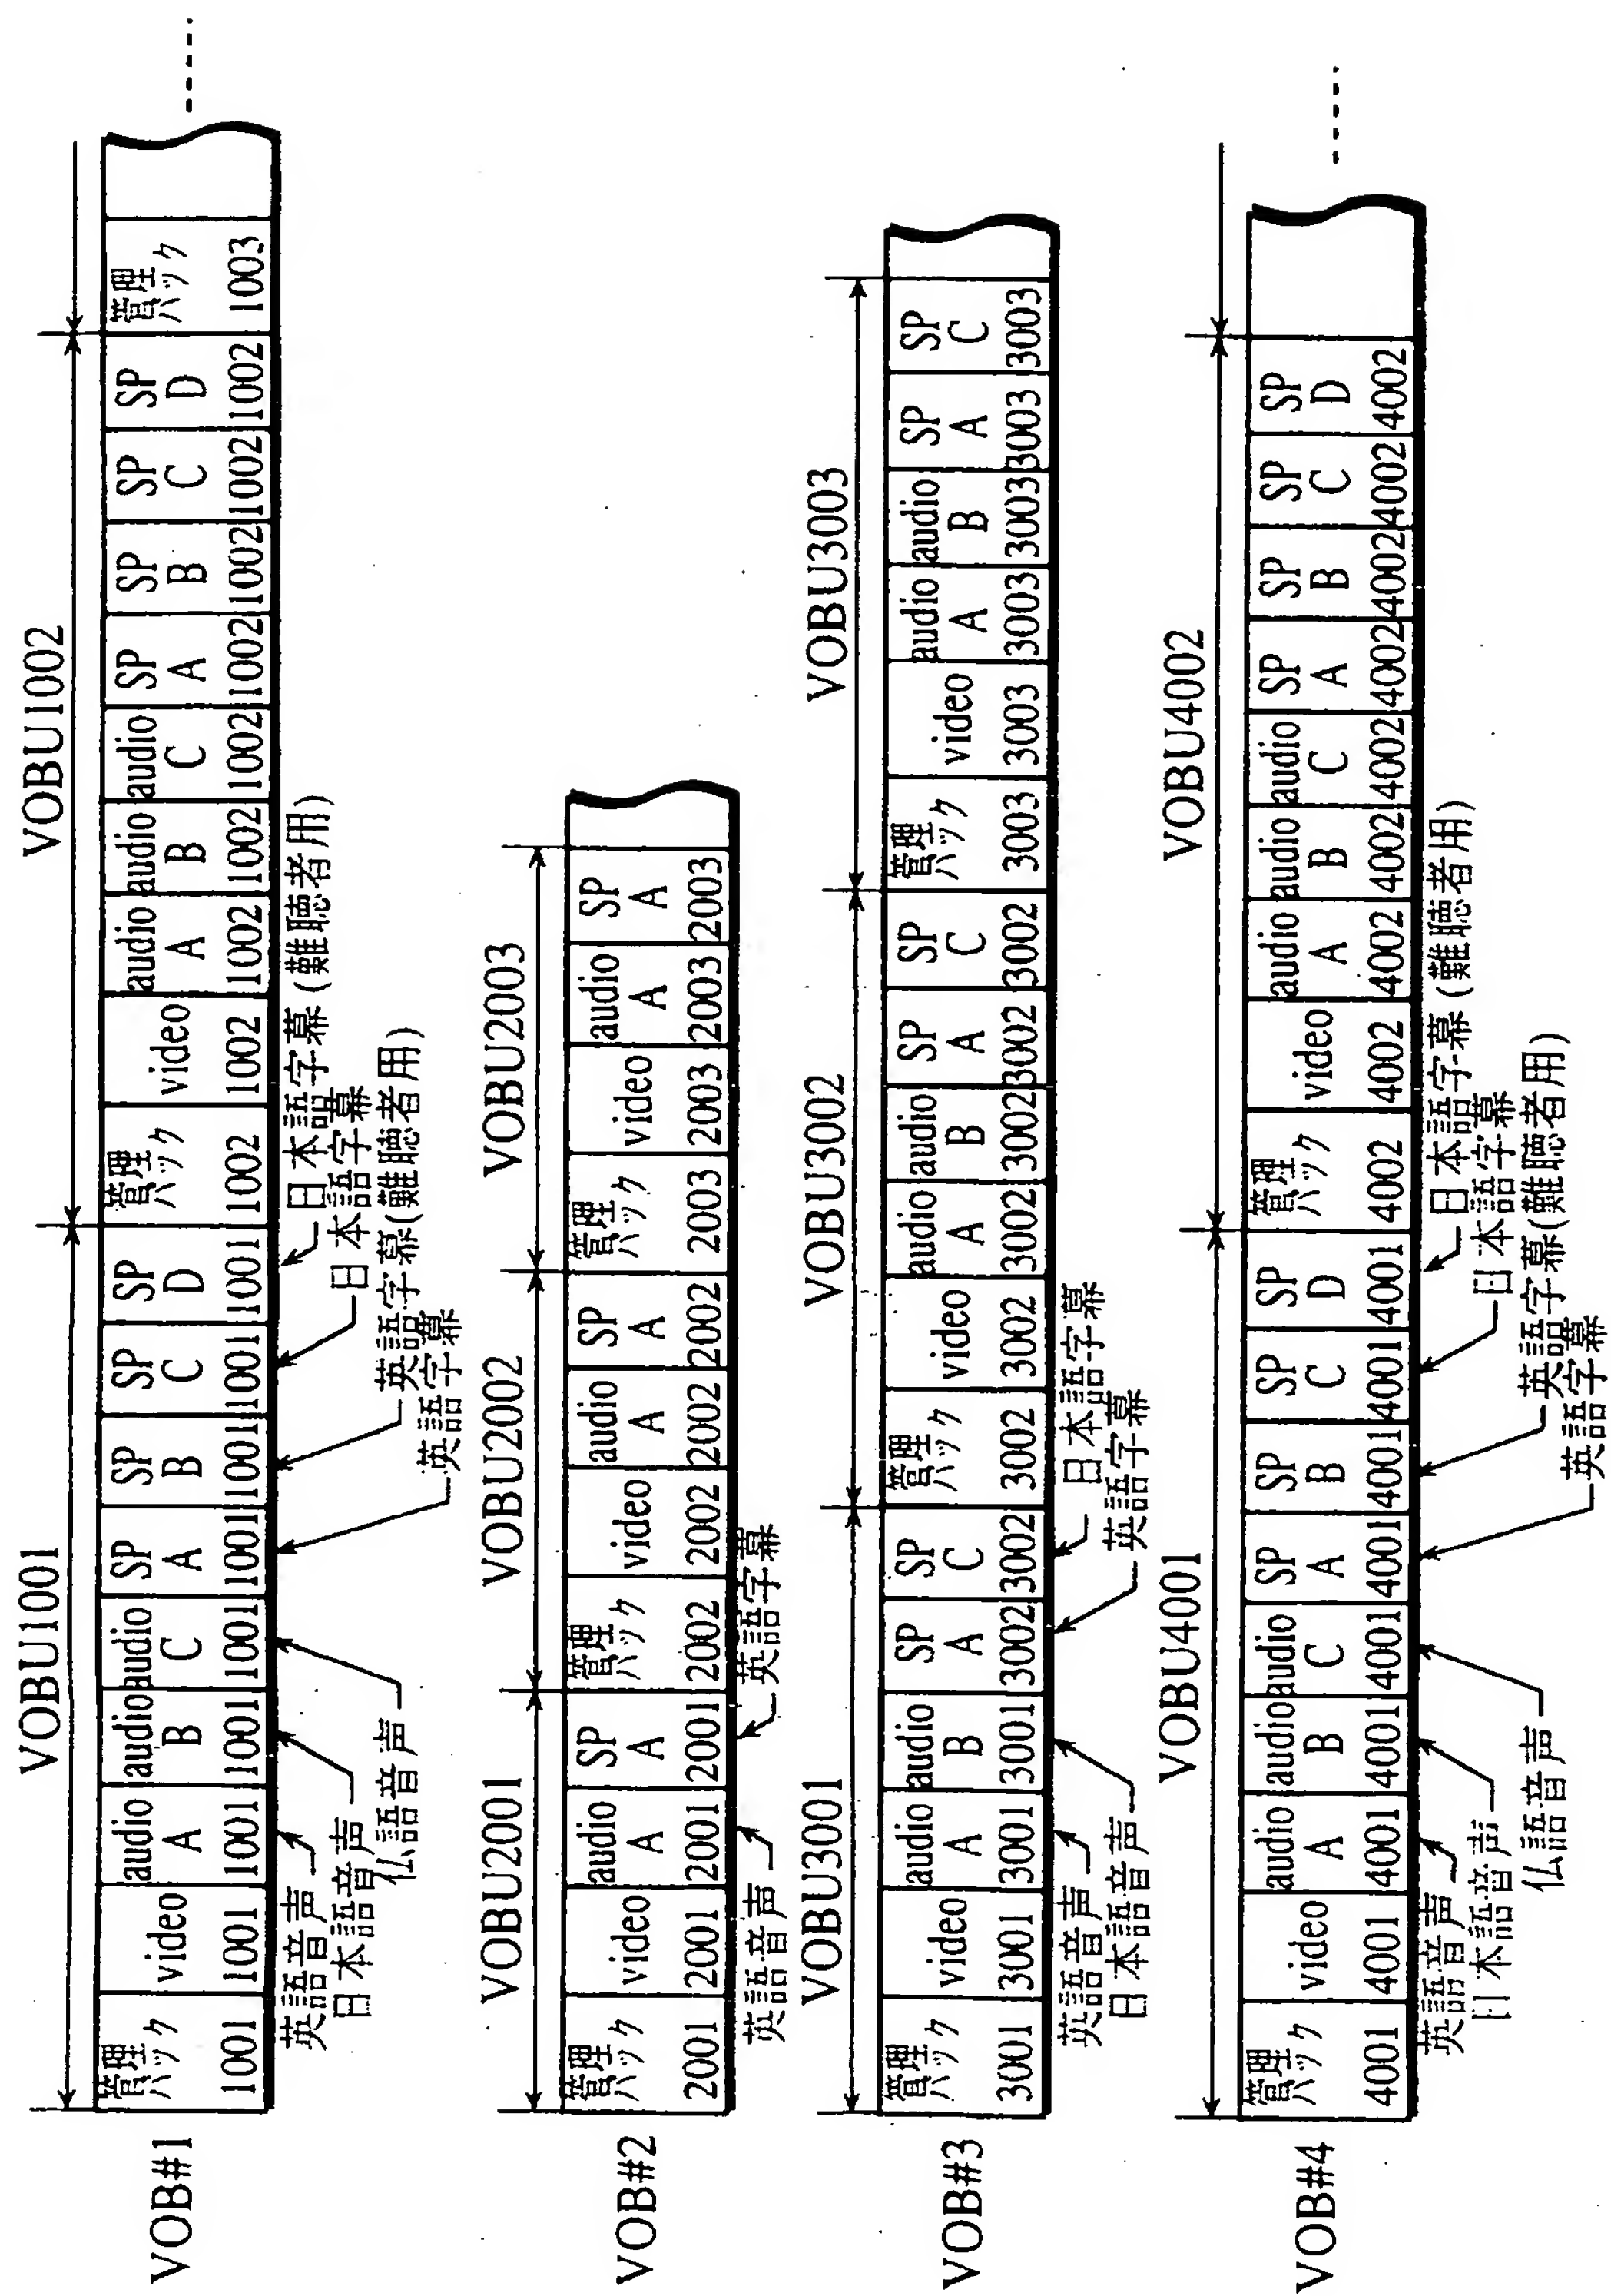 VOBU1001
VOBU1002
VOB#1
管理パック 1001
video 1001
audio A 1001
audio B 1001
audio C 1001
SP A 1001
SP B 1001
SP C 1001
SP D 1001
管理パック 1002
video 1002
audio A 1002
audio B 1002
audio C 1002
SP A 1002
SP B 1002
SP C 1002
SP D 1002
管理パック 1003
英語音声
日本語音声
仏語音声
英語字幕
英語字幕(難聴者用)
日本語字幕
日本語字幕(難聴者用)
VOBU2001
VOBU2002
VOBU2003
VOB#2
管理パック 2001
video 2001
audio A 2001
SP A 2001
管理パック 2002
video 2002
audio A 2002
SP A 2002
管理パック 2003
video 2003
audio A 2003
SP A 2003
英語音声
英語字幕
VOBU3001
VOBU3002
VOBU3003
VOB#3
管理パック 3001
video 3001
audio A 3001
audio B 3001
SP A 3002
SP C 3002
管理パック 3002
video 3002
audio A 3002
audio B 3002
SP A 3002
SP C 3002
管理パック 3003
video 3003
audio A 3003
audio B 3003
SP A 3003
SP C 3003
英語音声
日本語音声
英語字幕
日本語字幕
VOBU4001
VOBU4002
VOB#4
管理パック 4001
video 4001
audio A 4001
audio B 4001
audio C 4001
SP A 4001
SP B 4001
SP C 4001
SP D 4001
管理パック 4002
video 4002
audio A 4002
audio B 4002
audio C 4002
SP A 4002
SP B 4002
SP C 4002
SP D 4002
英語音声
日本語音声
仏語音声
英語字幕
英語字幕(難聴者用)
日本語字幕
日本語字幕(難聴者用)